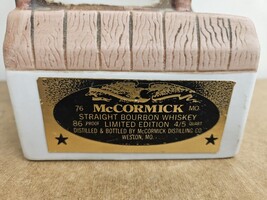 76 McCORMICK MO.
STRAIGHT BOURBON WHISKEY
86 PROOF LIMITED EDITION 4/5 QUART
DISTILLED & BOTTLED BY McCORMICK DISTILLING CO.
WESTON, MO.